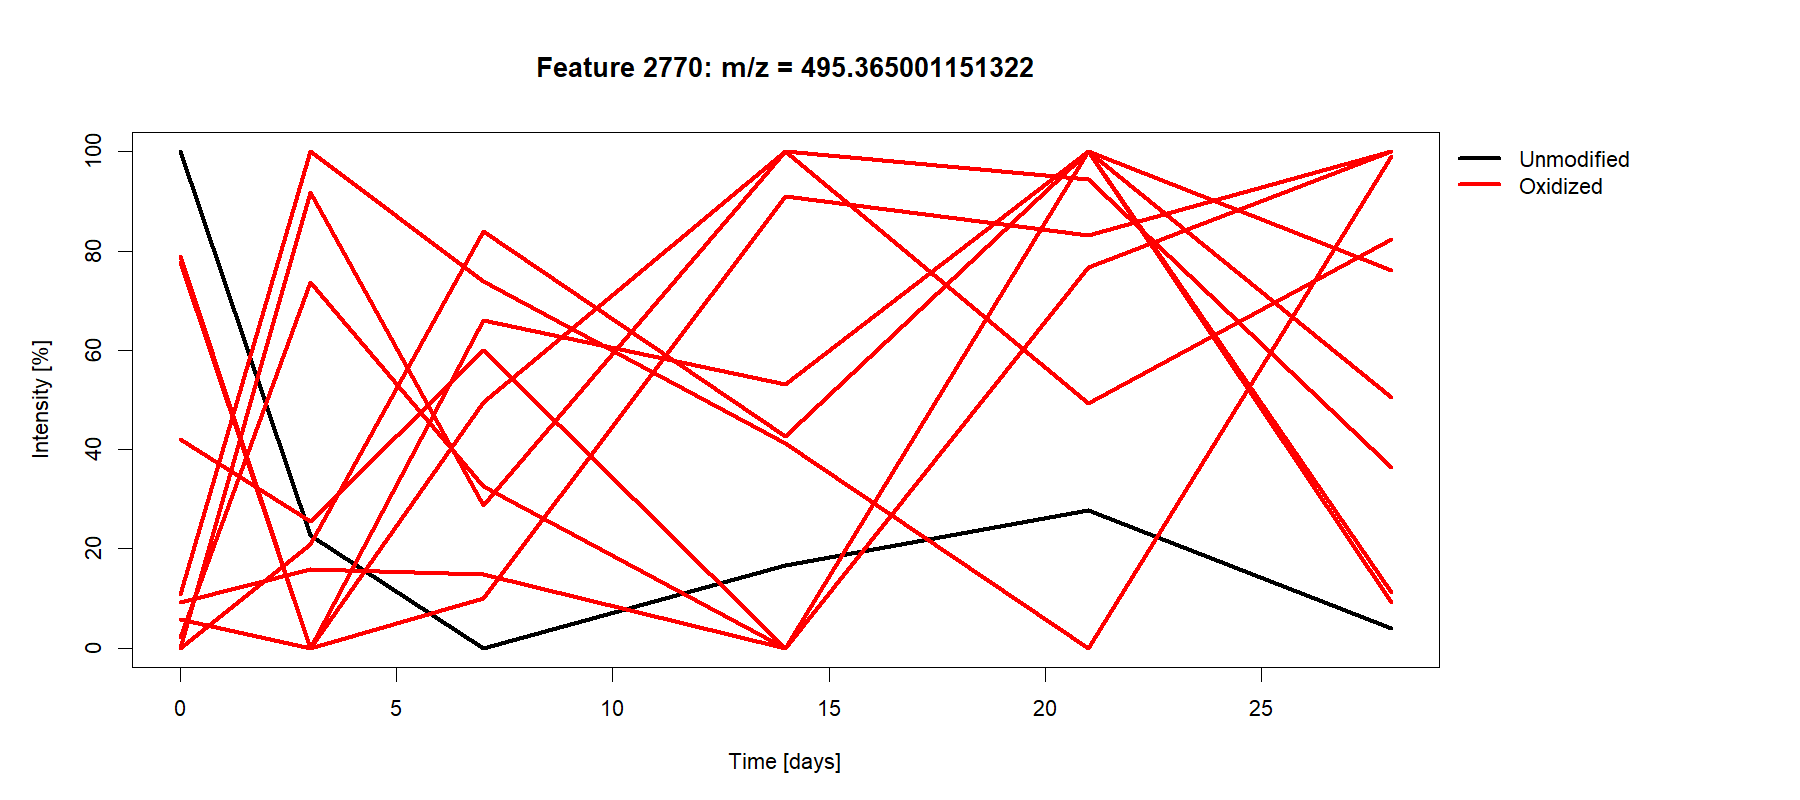 Feature 2770: m/z = 495.365001151322
Unmodified
Oxidized
Intensity [%]
100
80
60
40
20
0
0 5 10 15 20 25
Time [days]